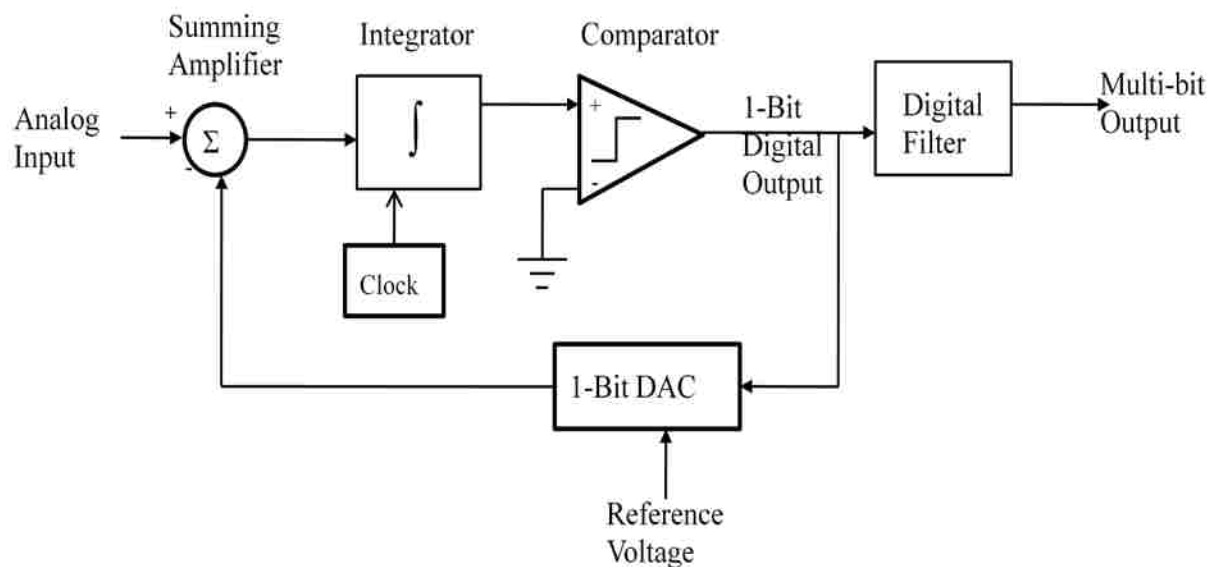 Summing
Amplifier
Integrator
Comparator
Analog
Input
+
-
Σ
∫
+
-
1-Bit
Digital
Output
Digital
Filter
Multi-bit
Output
Clock
1-Bit DAC
Reference
Voltage